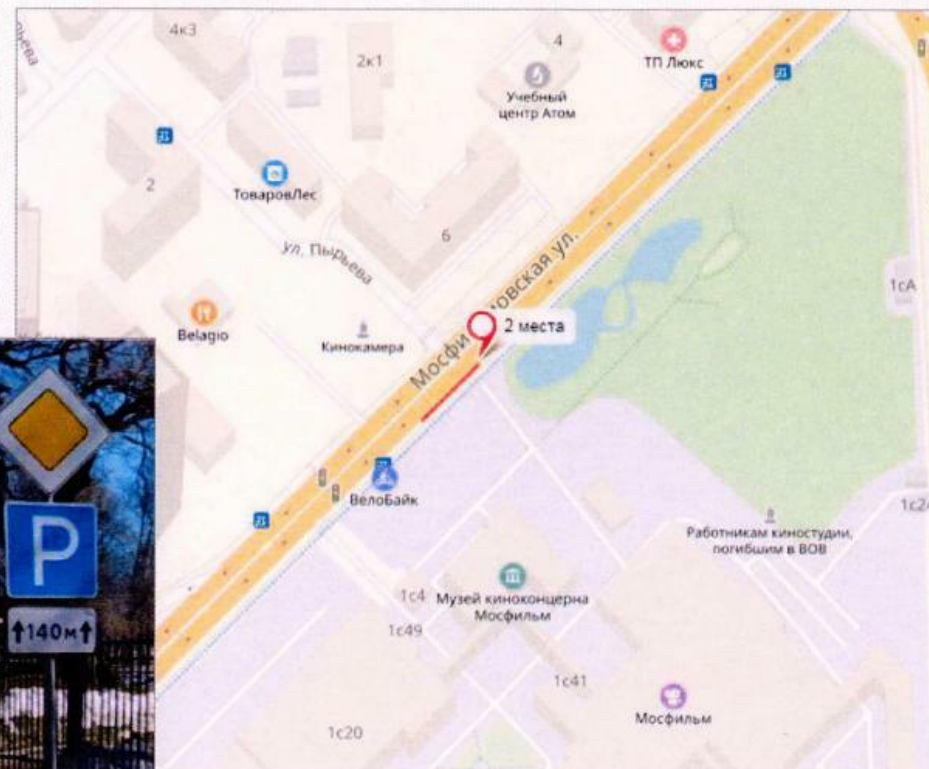 4к3
2к1
4
ТП Люкс
Учебный
центр Атом
2
ТоваровЛес
6
ул. Пырьева
1сА
Belagio
Кинокамера
2 места
ВелоБайк
P
↑140м↑
Работникам киностудии,
погибшим в ВОВ
1с4
Музей киноконцерна
Мосфильм
1с49
1с41
Мосфильм
1с20